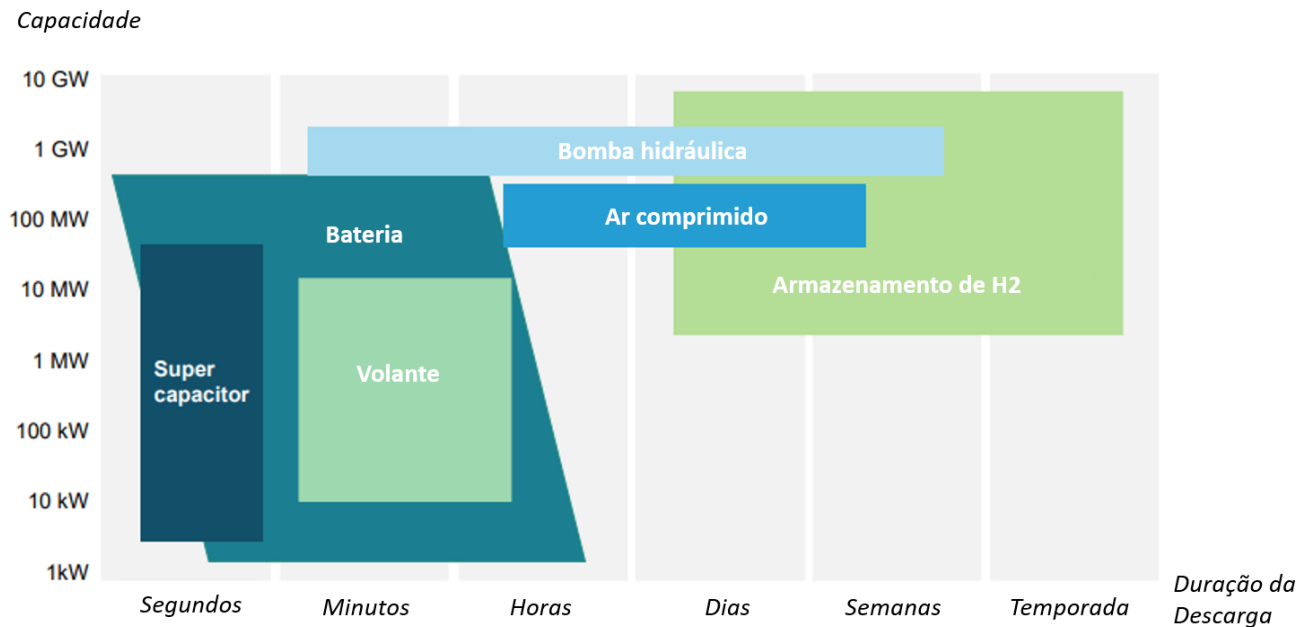 Capacidade
10 GW
1 GW
100 MW
10 MW
1 MW
100 kW
10 kW
1kW
Bomba hidráulica
Ar comprimido
Bateria
Armazenamento de H2
Super
capacitor
Volante
Segundos
Minutos
Horas
Dias
Semanas
Temporada
Duração da
Descarga